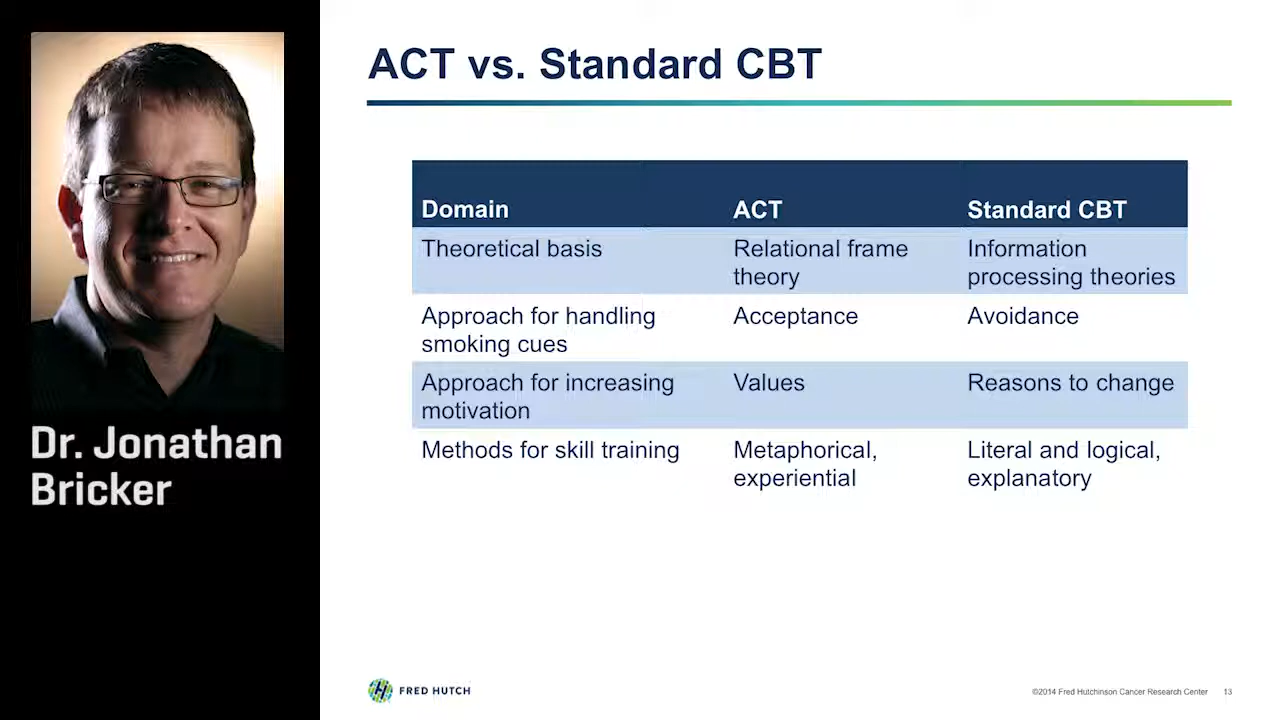 Dr. Jonathan
Bricker
ACT vs. Standard CBT
Domain ACT Standard CBT
Theoretical basis Relational frame Information
theory processing theories
Approach for handling Acceptance Avoidance
smoking cues
Approach for increasing Values Reasons to change
motivation
Methods for skill training Metaphorical, Literal and logical,
experiential explanatory
FRED HUTCH
©2014 Fred Hutchinson Cancer Research Center 13